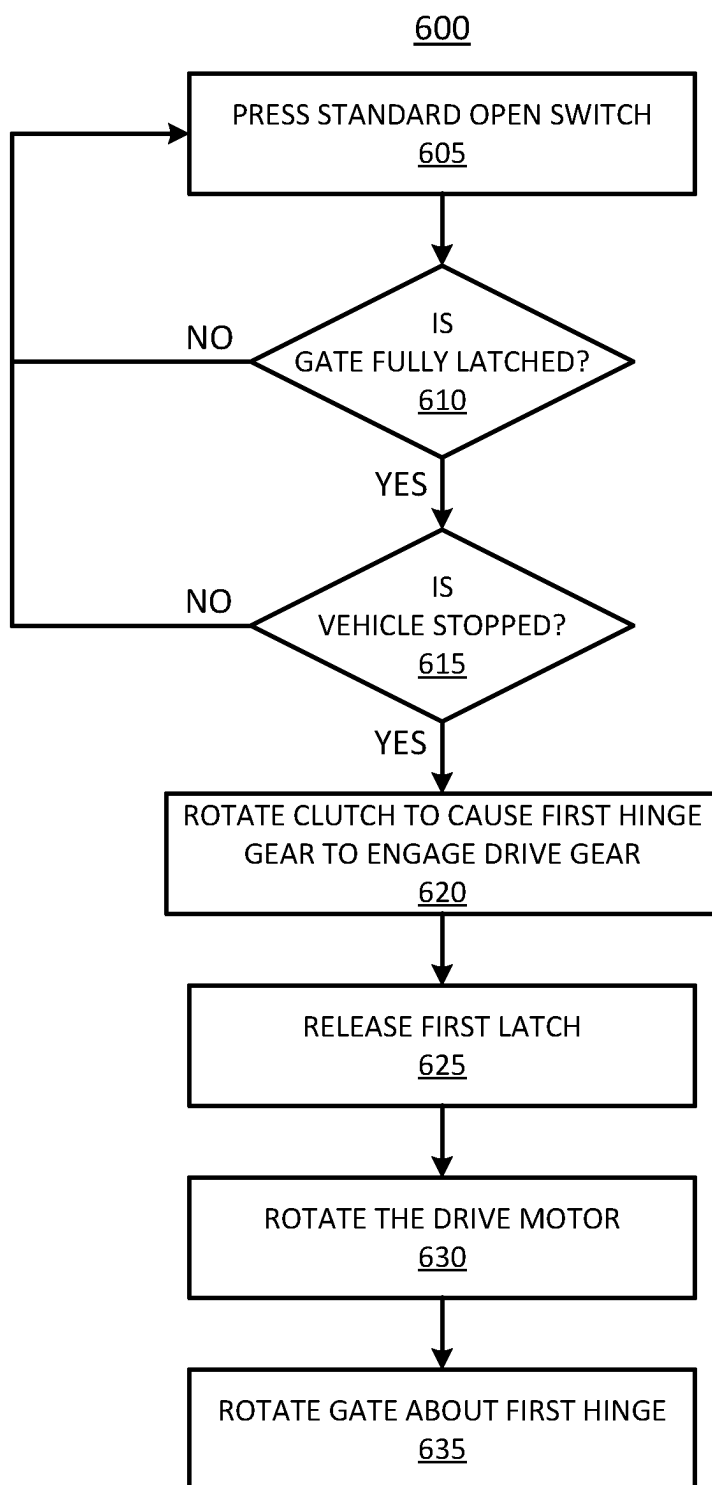 600
PRESS STANDARD OPEN SWITCH
605
IS
GATE FULLY LATCHED?
610
NO
YES
IS
VEHICLE STOPPED?
615
NO
YES
ROTATE CLUTCH TO CAUSE FIRST HINGE
GEAR TO ENGAGE DRIVE GEAR
620
RELEASE FIRST LATCH
625
ROTATE THE DRIVE MOTOR
630
ROTATE GATE ABOUT FIRST HINGE
635